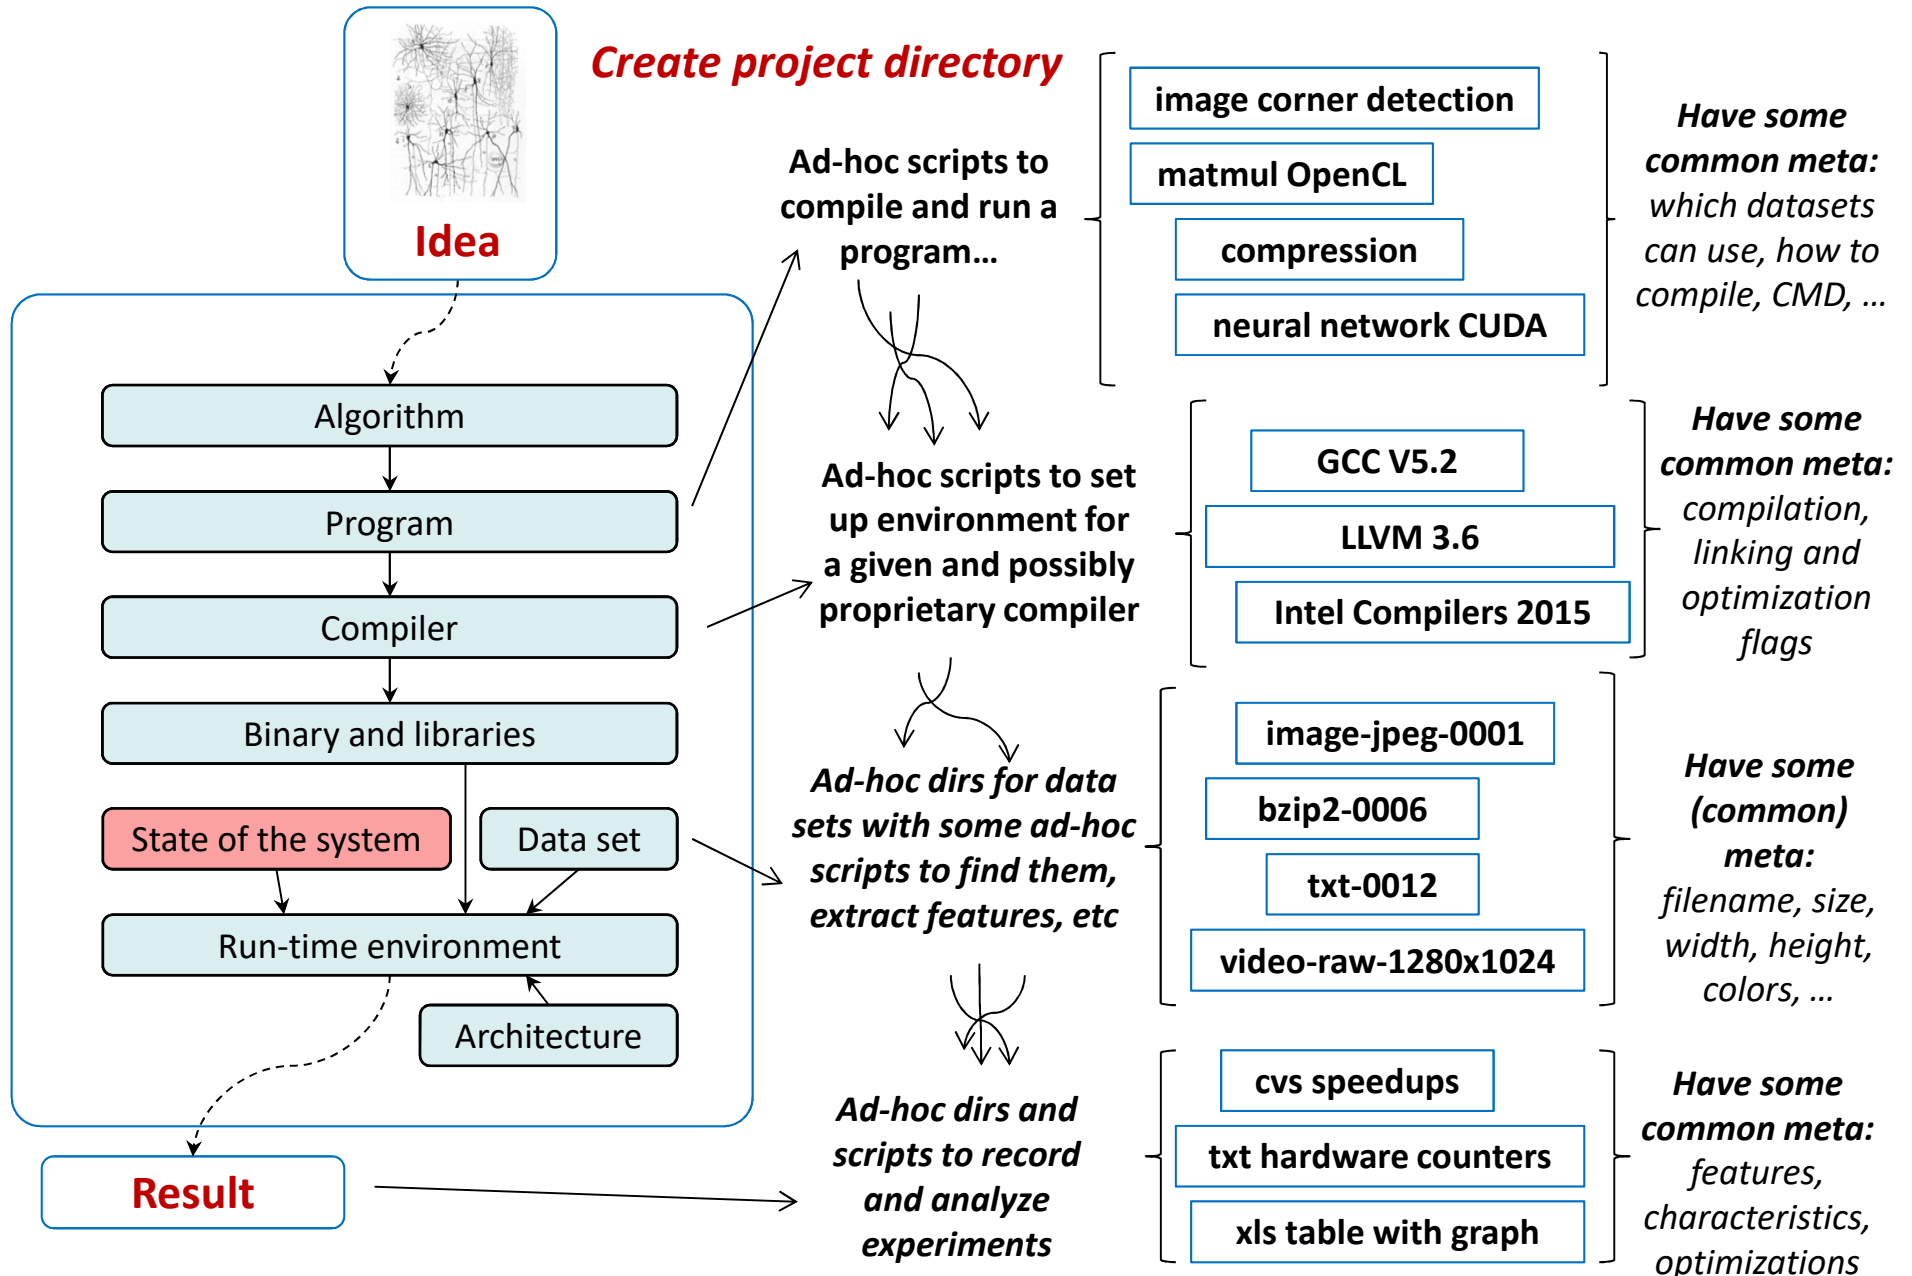 Create project directory
Idea
Algorithm
Program
Compiler
Binary and libraries
State of the system
Data set
Run-time environment
Architecture
Result
Ad-hoc scripts to
compile and run a
program…
image corner detection
matmul OpenCL
compression
neural network CUDA
Have some
common meta:
which datasets
can use, how to
compile, CMD, …
Ad-hoc scripts to set
up environment for
a given and possibly
proprietary compiler
GCC V5.2
LLVM 3.6
Intel Compilers 2015
Have some
common meta:
compilation,
linking and
optimization
flags
Ad-hoc dirs for data
sets with some ad-hoc
scripts to find them,
extract features, etc
image-jpeg-0001
bzip2-0006
txt-0012
video-raw-1280x1024
Have some
(common)
meta:
filename, size,
width, height,
colors, …
Ad-hoc dirs and
scripts to record
and analyze
experiments
cvs speedups
txt hardware counters
xls table with graph
Have some
common meta:
features,
characteristics,
optimizations